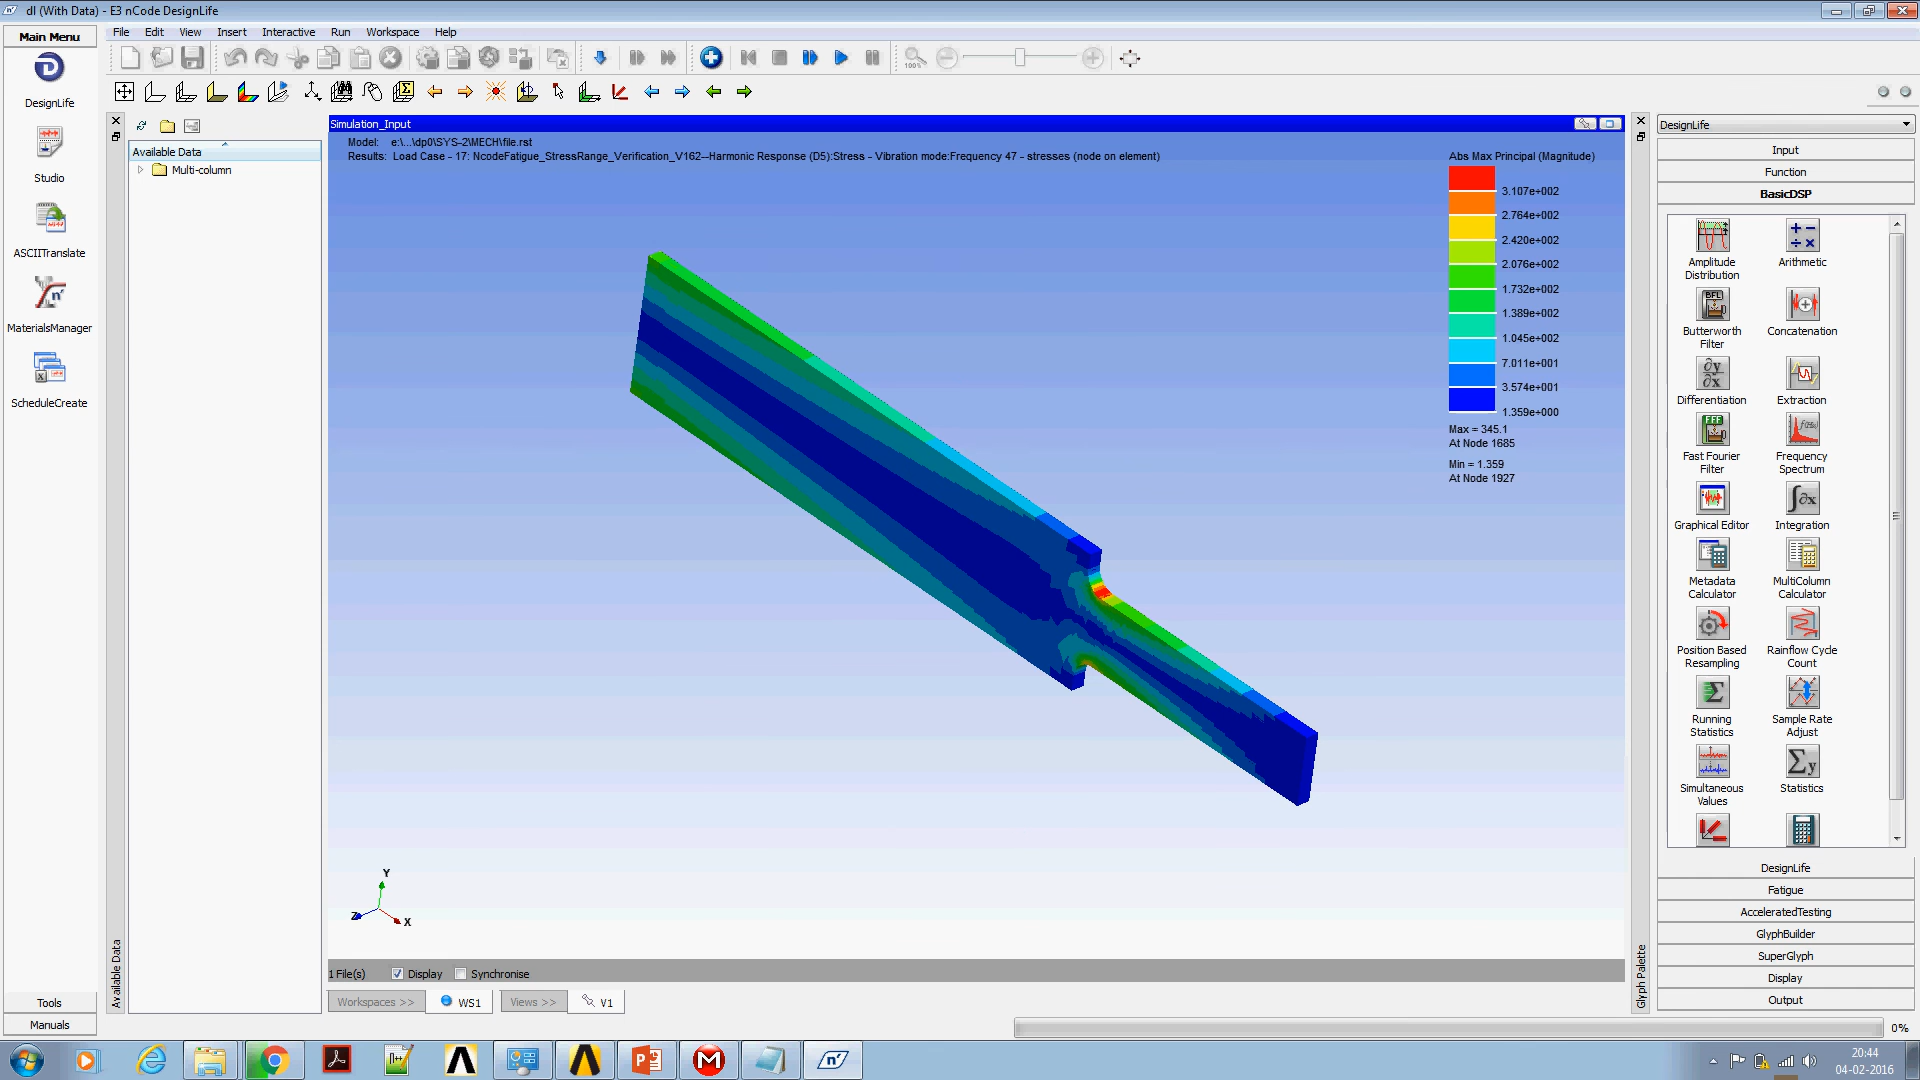 dl (With Data) - E3 nCode DesignLife
Main Menu
File Edit View Insert Interactive Run Workspace Help
DesignLife
Studio
ASCIITranslate
MaterialsManager
ScheduleCreate
Tools
Manuals
100%
Available Data
Multi-column
Available Data
Simulation_Input
Model: e:\...\dp0\SYS-2\MECH\file.rst
Results: Load Case - 17: NcodeFatigue_StressRange_Verification_V162--Harmonic Response (D5):Stress - Vibration mode:Frequency 47 - stresses (node on element)
Abs Max Principal (Magnitude)
3.107e+002
2.764e+002
2.420e+002
2.076e+002
1.732e+002
1.389e+002
1.045e+002
7.011e+001
3.574e+001
1.359e+000
Max = 345.1
At Node 1685
Min = 1.359
At Node 1927
Y
Z
X
1 File(s) Display Synchronise
Workspaces >> WS1 Views >> V1
Glyph Palette
DesignLife
Input
Function
BasicDSP
Amplitude Distribution
Arithmetic
BFL
Butterworth Filter
Concatenation
Differentiation
Extraction
FFF
Fast Fourier Filter
Frequency Spectrum
Graphical Editor
Integration
Metadata Calculator
MultiColumn Calculator
Position Based Resampling
Rainflow Cycle Count
Running Statistics
Sample Rate Adjust
Simultaneous Values
Statistics
DesignLife
Fatigue
AcceleratedTesting
GlyphBuilder
SuperGlyph
Display
Output
0%
20:44
04-02-2016